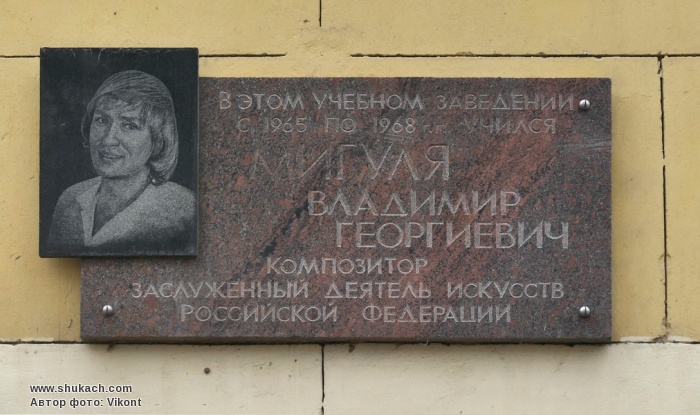 В ЭТОМ УЧЕБНОМ ЗАВЕДЕНИИ
С 1965 ПО 1968 г.г. УЧИЛСЯ
МИГУЛЯ
ВЛАДИМИР
ГЕОРГИЕВИЧ
КОМПОЗИТОР
ЗАСЛУЖЕННЫЙ ДЕЯТЕЛЬ ИСКУССТВ
РОССИЙСКОЙ ФЕДЕРАЦИИ
www.shukach.com
Автор фото: Vikont